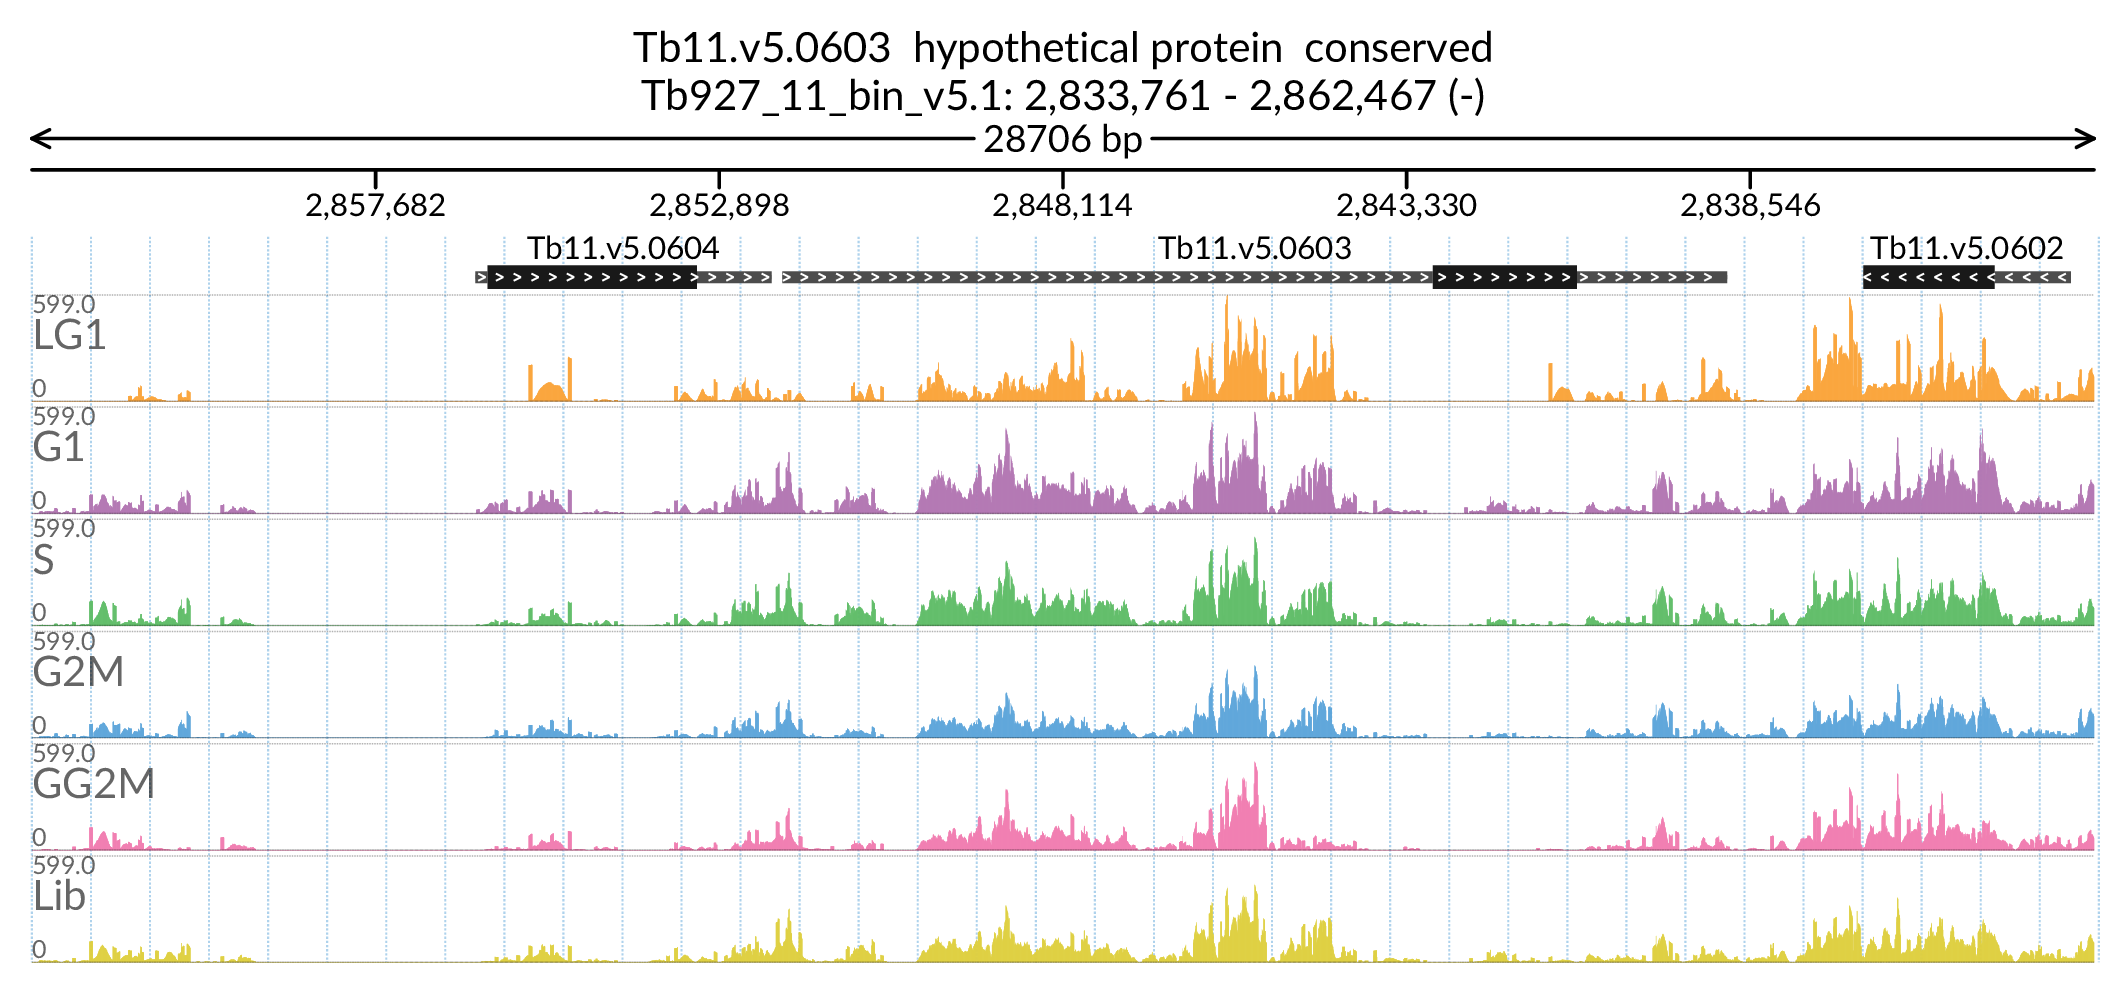 Tb11.v5.0603 hypothetical protein conserved
Tb927_11_bin_v5.1: 2,833,761 - 2,862,467 (-)
28706 bp
2,857,682 2,852,898 2,848,114 2,843,330 2,838,546
Tb11.v5.0604 Tb11.v5.0603 Tb11.v5.0602
599.0
LG1
0
599.0
G1
0
599.0
S
0
599.0
G2M
0
599.0
GG2M
0
599.0
Lib
0